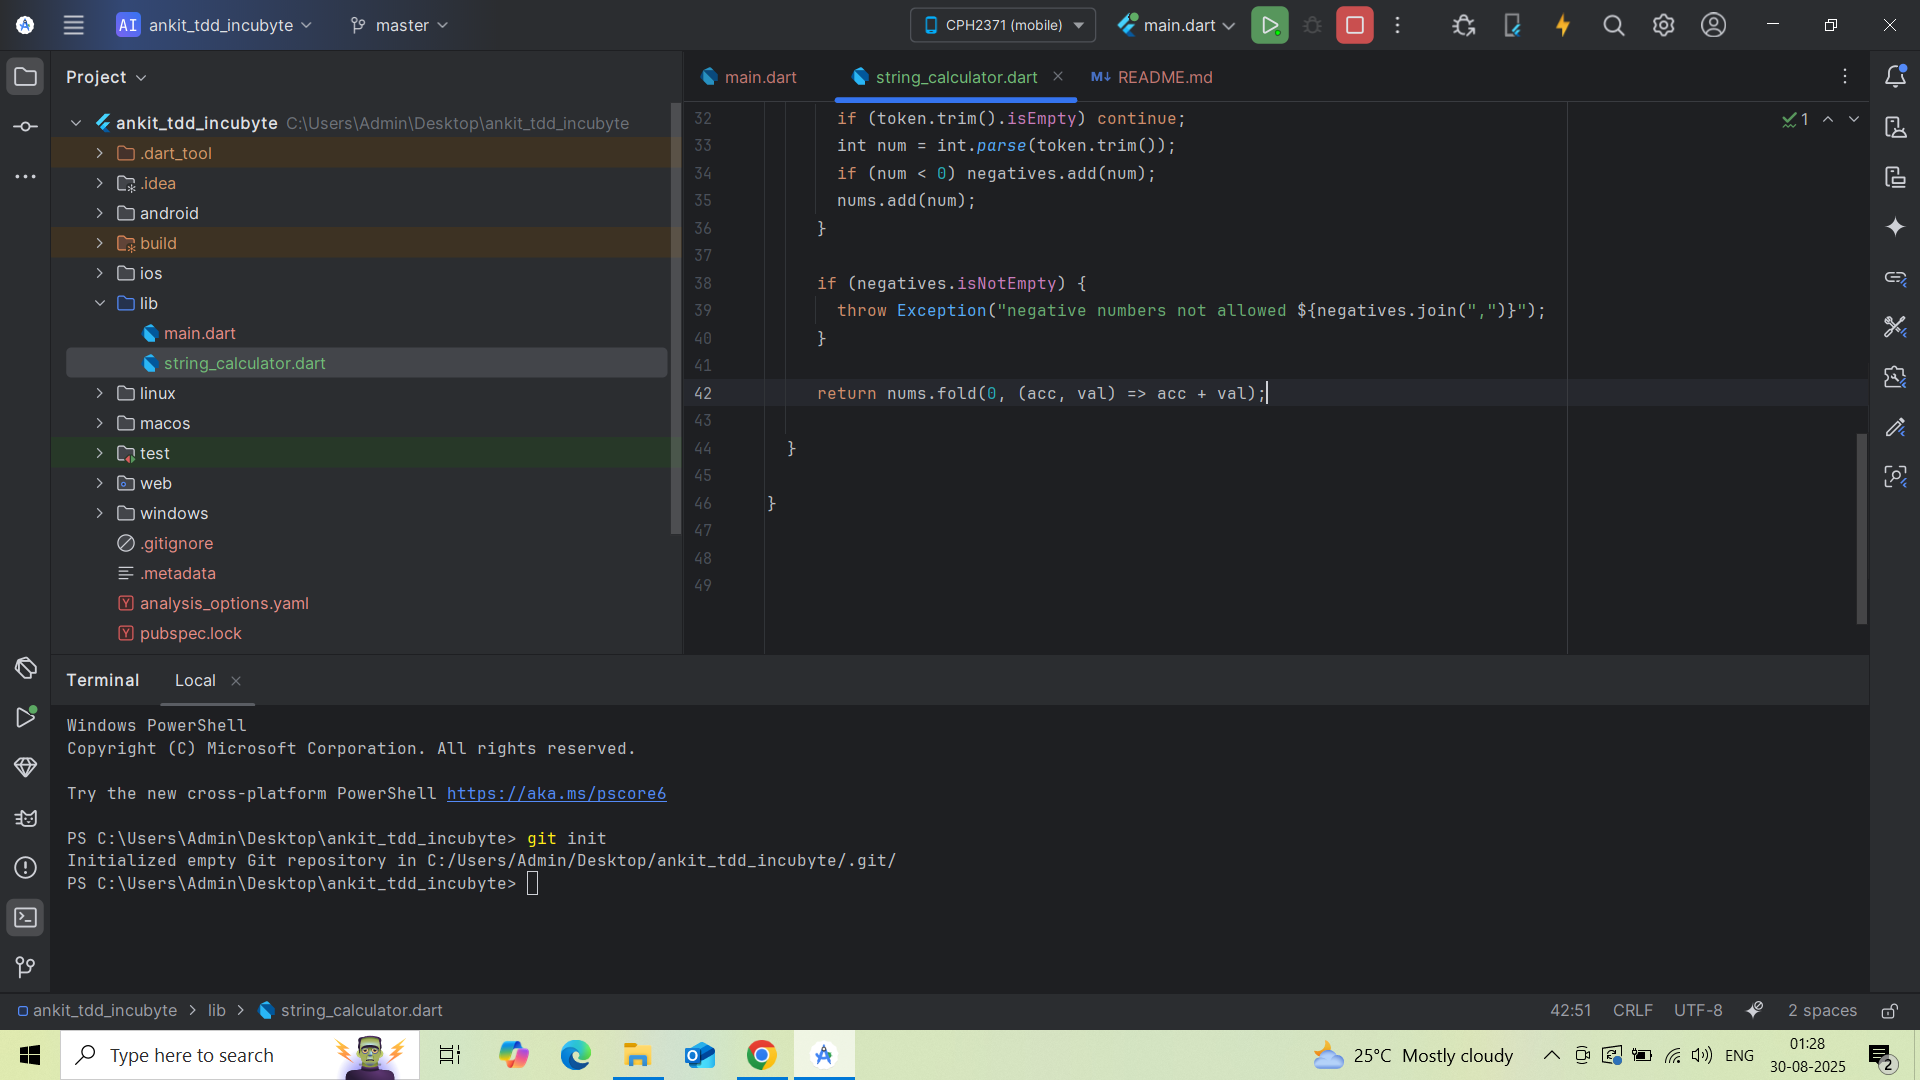 AI ankit_tdd_incubyte
master
CPH2371 (mobile)
main.dart
Project
main.dart
string_calculator.dart
M↓ README.md
ankit_tdd_incubyte C:\Users\Admin\Desktop\ankit_tdd_incubyte
.dart_tool
.idea
android
build
ios
lib
main.dart
string_calculator.dart
linux
macos
test
web
windows
.gitignore
.metadata
Y analysis_options.yaml
Y pubspec.lock
32 if (token.trim().isEmpty) continue;
33 int num = int.parse(token.trim());
34 if (num < 0) negatives.add(num);
35 nums.add(num);
36 }
37
38 if (negatives.isNotEmpty) {
39 throw Exception("negative numbers not allowed ${negatives.join(",")}");
40 }
41
42 return nums.fold(0, (acc, val) => acc + val);
43
44 }
45
46 }
47
48
49
1
Terminal
Local
Windows PowerShell
Copyright (C) Microsoft Corporation. All rights reserved.
Try the new cross-platform PowerShell https://aka.ms/pscore6
PS C:\Users\Admin\Desktop\ankit_tdd_incubyte> git init
Initialized empty Git repository in C:/Users/Admin/Desktop/ankit_tdd_incubyte/.git/
PS C:\Users\Admin\Desktop\ankit_tdd_incubyte>
ankit_tdd_incubyte > lib > string_calculator.dart
42:51 CRLF UTF-8 2 spaces
Type here to search
25°C Mostly cloudy
ENG
01:28
30-08-2025
2